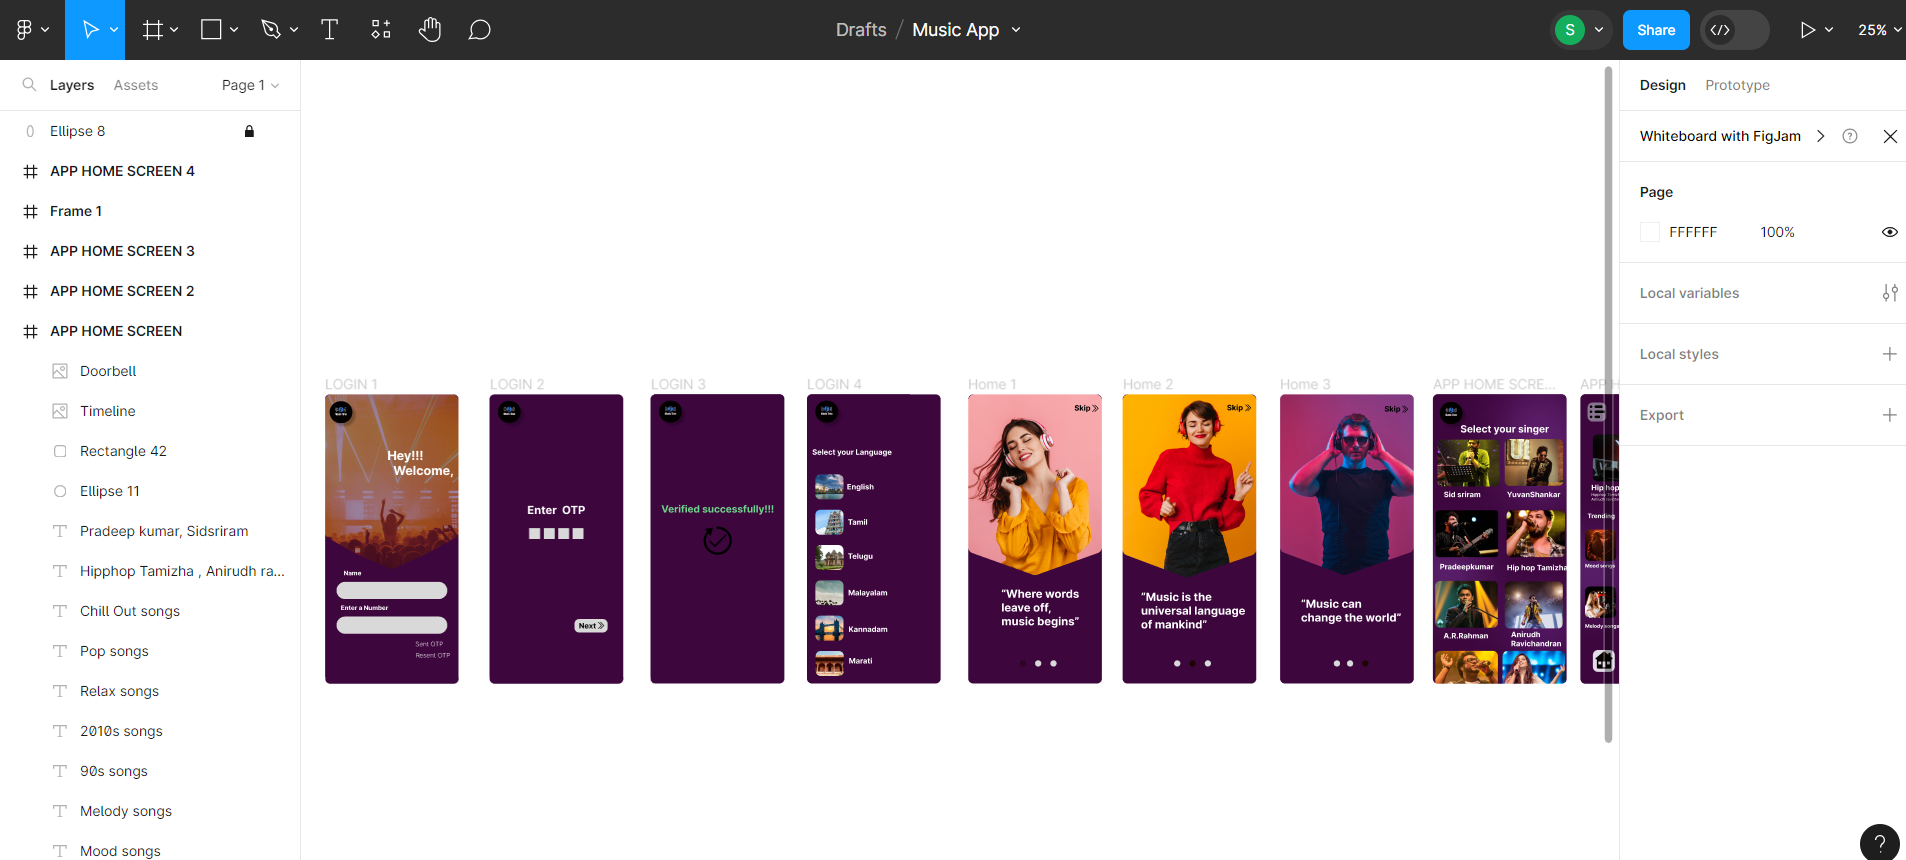 Drafts / Music App
S
Share
25%
Layers
Assets
Page 1
Ellipse 8
APP HOME SCREEN 4
Frame 1
APP HOME SCREEN 3
APP HOME SCREEN 2
APP HOME SCREEN
Doorbell
Timeline
Rectangle 42
Ellipse 11
Pradeep kumar, Sidsriram
Hipphop Tamizha , Anirudh ra...
Chill Out songs
Pop songs
Relax songs
2010s songs
90s songs
Melody songs
Mood songs
LOGIN 1
Hey!!!
Welcome,
Name
Enter a Number
Sant OTP
Resent OTP
LOGIN 2
Enter OTP
Next
LOGIN 3
Verified successfully!!!
LOGIN 4
Select your Language
English
Tamil
Telugu
Malayalam
Kannadam
Marati
Home 1
Skip
“Where words
leave off,
music begins”
Home 2
Skip
“Music is the
universal language
of mankind”
Home 3
Skip
“Music can
change the world”
APP HOME SCRE...
Select your singer
Sid sriram
YuvanShankar
Pradeepkumar
Hip hop Tamizha
A.R.Rahman
Anirudh
Ravichandran
APP H
Hip hop
Trending
Mood songs
Melody songs
Design
Prototype
Whiteboard with FigJam
?
Page
FFFFFF
100%
Local variables
Local styles
Export
?